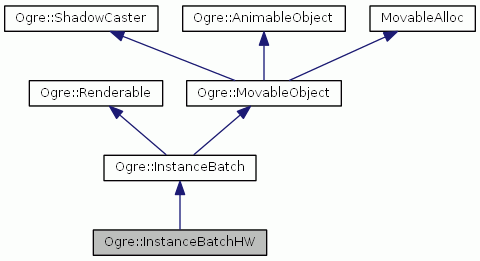 Ogre::ShadowCaster
Ogre::AnimableObject
MovableAlloc
Ogre::Renderable
Ogre::MovableObject
Ogre::InstanceBatch
Ogre::InstanceBatchHW